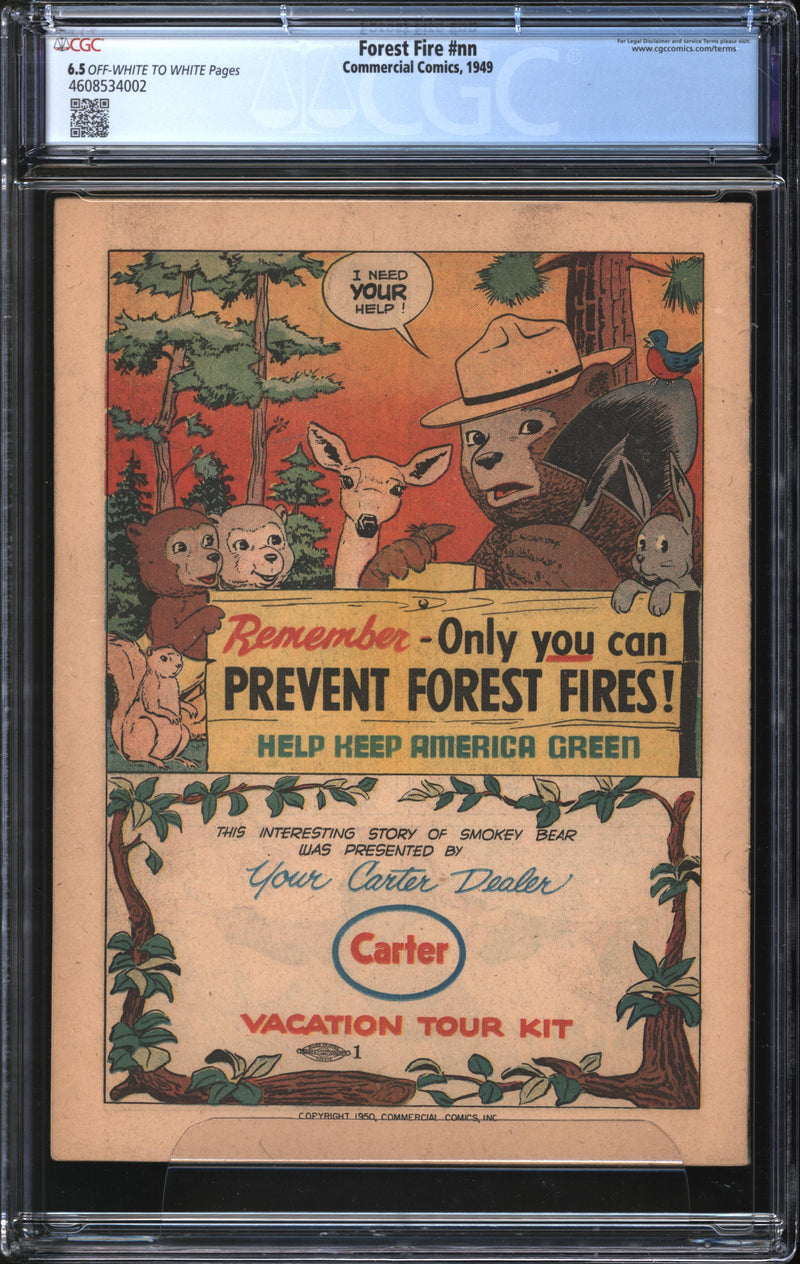 CGC
Forest Fire #nn
For Legal Disclaimer and Service Terms please visit:
www.cgccomics.com/terms
6.5 OFF-WHITE TO WHITE Pages
Commercial Comics, 1949
4608534002
CGC®
I NEED
YOUR
HELP!
Remember - Only you can
PREVENT FOREST FIRES!
HELP KEEP AMERICA GREEN
THIS INTERESTING STORY OF SMOKEY BEAR
WAS PRESENTED BY
Your Carter Dealer
Carter
VACATION TOUR KIT
1
COPYRIGHT 1950, COMMERCIAL COMICS, INC